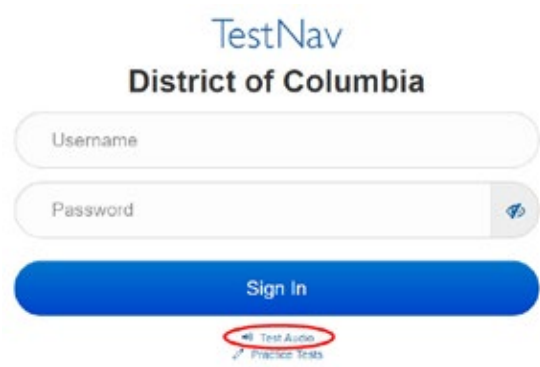 TestNav
District of Columbia
Username
Password
Sign In
Test Audio
Practice Tests